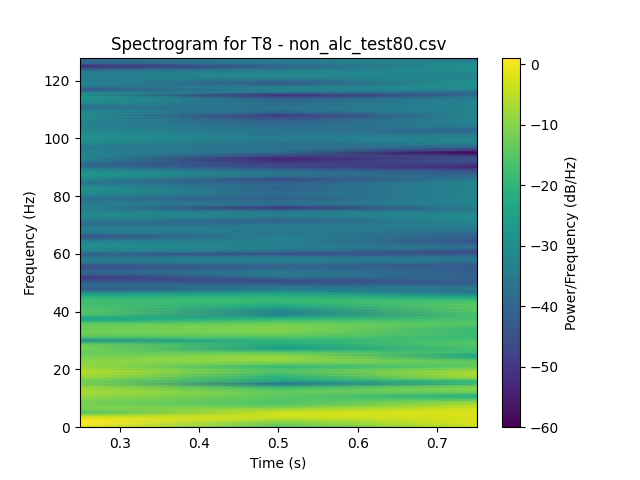 Spectrogram for T8 - non_alc_test80.csv
120
100
80
60
40
20
0
Frequency (Hz)
0.3 0.4 0.5 0.6 0.7
Time (s)
0
−10
−20
−30
−40
−50
−60
Power/Frequency (dB/Hz)